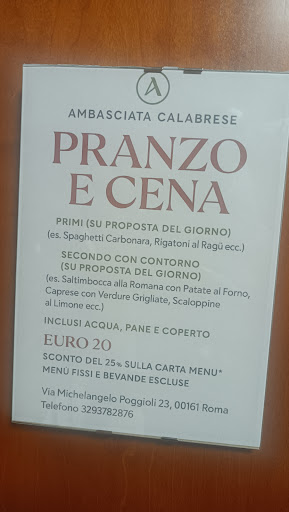 A
AMBASCIATA CALABRESE
PRANZO
E CENA
PRIMI (SU PROPOSTA DEL GIORNO)
(es. Spaghetti Carbonara, Rigatoni al Ragù ecc.)
SECONDO CON CONTORNO
(SU PROPOSTA DEL GIORNO)
(es. Saltimbocca alla Romana con Patate al Forno,
Caprese con Verdure Grigliate, Scaloppine
al Limone ecc.)
INCLUSI ACQUA, PANE E COPERTO
EURO 20
SCONTO DEL 25% SULLA CARTA MENU*
MENÙ FISSI E BEVANDE ESCLUSE
Via Michelangelo Poggioli 23, 00161 Roma
Telefono 3293782876